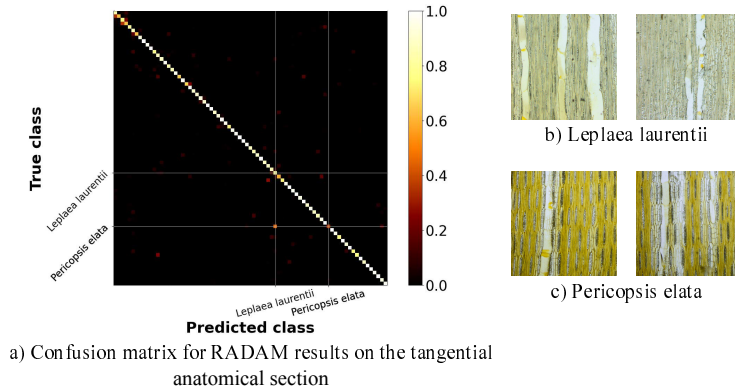 1.0
0.8
0.6
0.4
0.2
0.0
True class
Leplaea laurentii
Pericopsis elata
Leplaea laurentii
Pericopsis elata
Predicted class
a) Confusion matrix for RADAM results on the tangential
anatomical section
b) Leplaea laurentii
c) Pericopsis elata